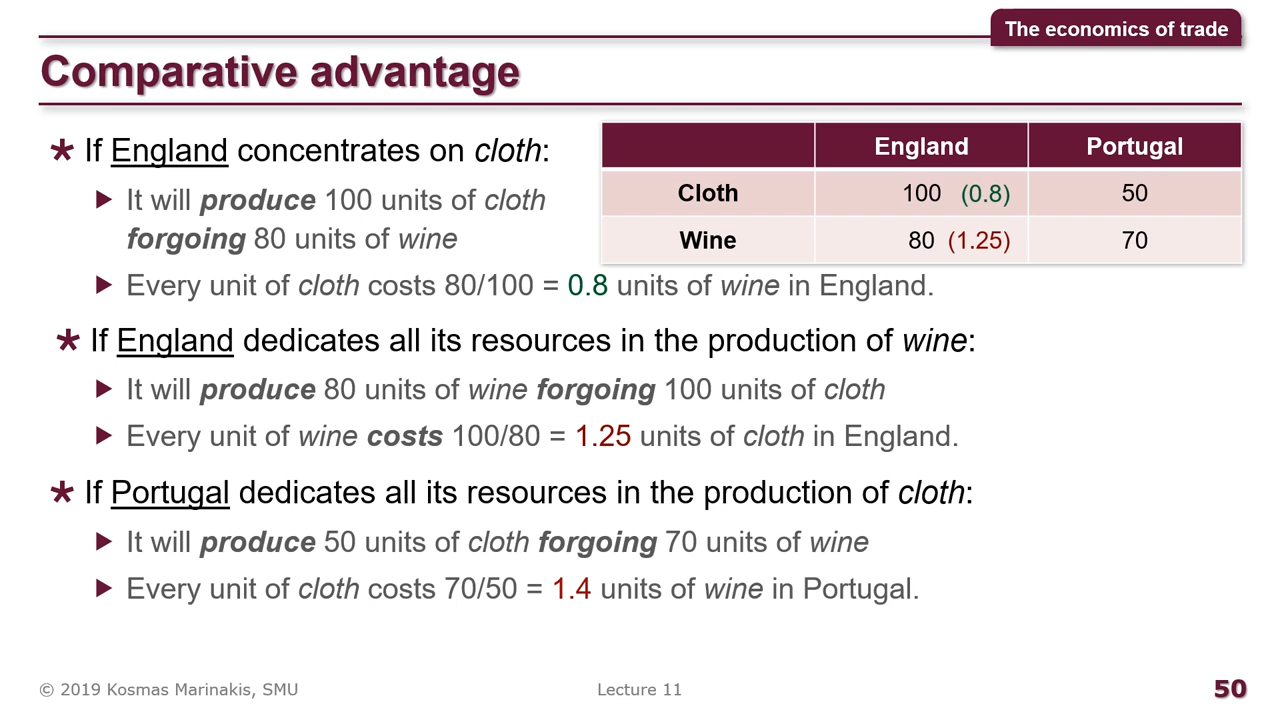 The economics of trade
Comparative advantage
* If England concentrates on cloth:
▶ It will produce 100 units of cloth
forgoing 80 units of wine
▶ Every unit of cloth costs 80/100 = 0.8 units of wine in England.
England Portugal
Cloth 100 (0.8) 50
Wine 80 (1.25) 70
* If England dedicates all its resources in the production of wine:
▶ It will produce 80 units of wine forgoing 100 units of cloth
▶ Every unit of wine costs 100/80 = 1.25 units of cloth in England.
* If Portugal dedicates all its resources in the production of cloth:
▶ It will produce 50 units of cloth forgoing 70 units of wine
▶ Every unit of cloth costs 70/50 = 1.4 units of wine in Portugal.
© 2019 Kosmas Marinakis, SMU
Lecture 11
50